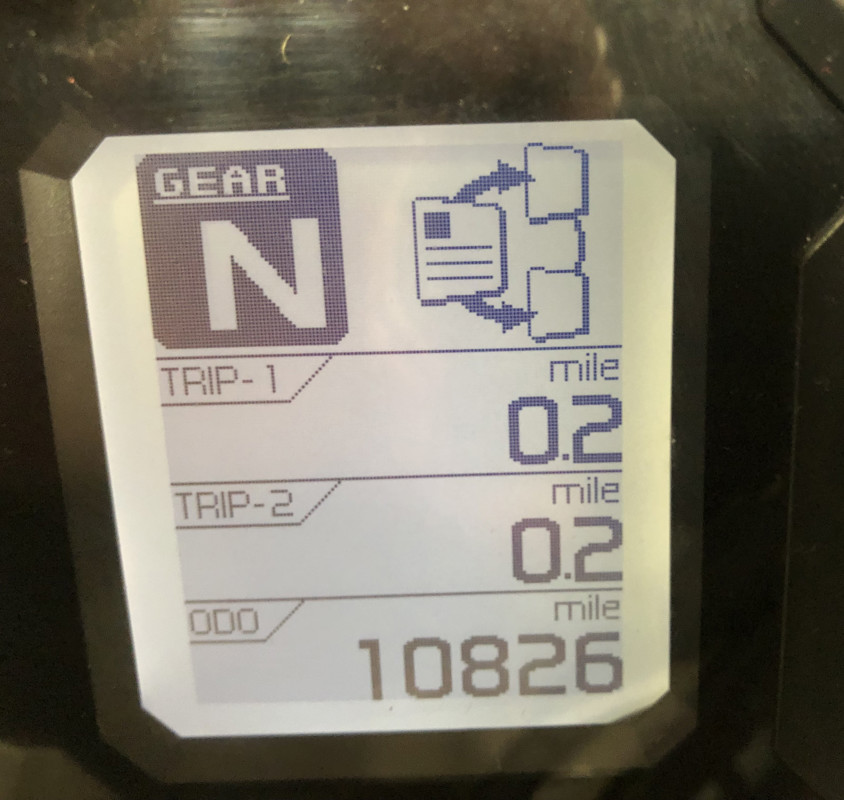 GEAR
N
TRIP-1
mile
0.2
TRIP-2
mile
0.2
ODO
mile
10826